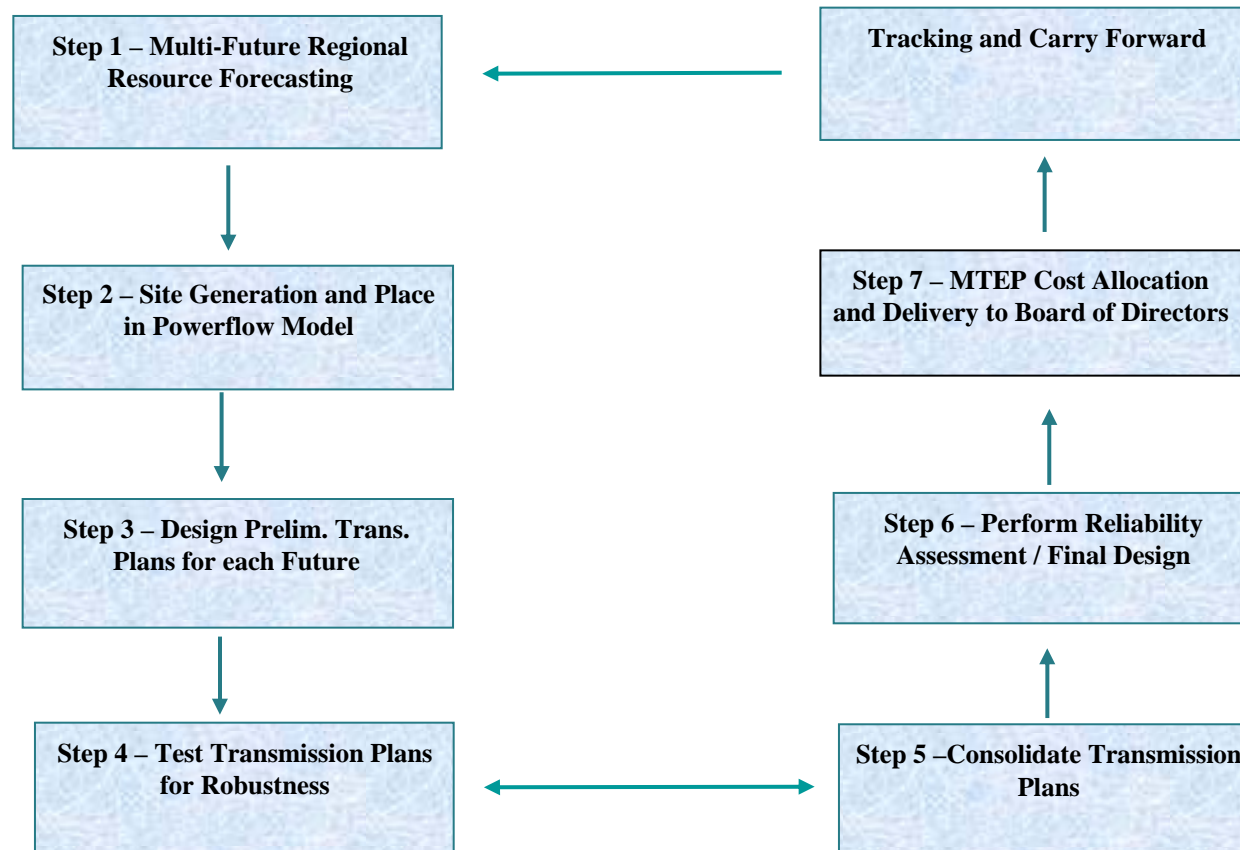 Step 1 – Multi-Future Regional
Resource Forecasting
Tracking and Carry Forward
Step 2 – Site Generation and Place
in Powerflow Model
Step 7 – MTEP Cost Allocation
and Delivery to Board of Directors
Step 3 – Design Prelim. Trans.
Plans for each Future
Step 6 – Perform Reliability
Assessment / Final Design
Step 4 – Test Transmission Plans
for Robustness
Step 5 –Consolidate Transmission
Plans